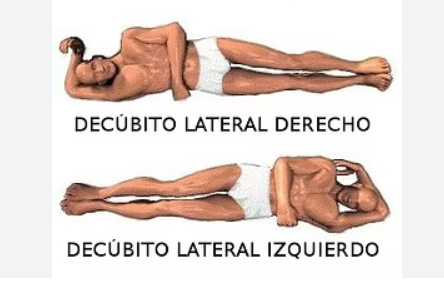 DECÚBITO LATERAL DERECHO
DECÚBITO LATERAL IZQUIERDO